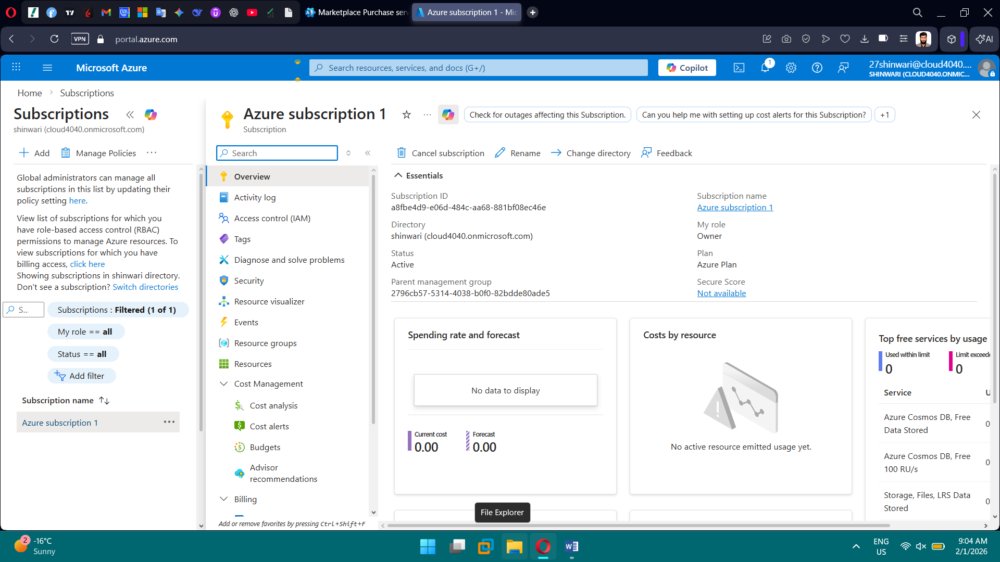 Marketplace Purchase serv
Azure subscription 1 - Mic
VPN
portal.azure.com
AI
Microsoft Azure
Search resources, services, and docs (G+/)
Copilot
1
27shinwari@cloud4040....
SHINWARI (CLOUD4040.ONMIC...
Home > Subscriptions
Subscriptions
shinwari (cloud4040.onmicrosoft.com)
Add
Manage Policies
Global administrators can manage all
subscriptions in this list by updating their
policy setting here.
View list of subscriptions for which you
have role-based access control (RBAC)
permissions to manage Azure resources. To
view subscriptions for which you have
billing access, click here
Showing subscriptions in shinwari directory.
Don't see a subscription? Switch directories
S...
Subscriptions : Filtered (1 of 1)
My role == all
Status == all
Add filter
Subscription name
Azure subscription 1
Azure subscription 1
Subscription
Check for outages affecting this Subscription.
Can you help me with setting up cost alerts for this Subscription?
+1
Search
Overview
Activity log
Access control (IAM)
Tags
Diagnose and solve problems
Security
Resource visualizer
Events
Resource groups
Resources
Cost Management
Cost analysis
Cost alerts
Budgets
Advisor
recommendations
Billing
Add or remove favorites by pressing Ctrl+Shift+F
Cancel subscription
Rename
Change directory
Feedback
Essentials
Subscription ID
a8fbe4d9-e06d-484c-aa68-881bf08ec46e
Directory
shinwari (cloud4040.onmicrosoft.com)
Status
Active
Parent management group
2796cb57-5314-4038-b0f0-82bdde80ade5
Subscription name
Azure subscription 1
My role
Owner
Plan
Azure Plan
Secure Score
Not available
Spending rate and forecast
No data to display
Current cost
0.00
Forecast
0.00
Costs by resource
No active resource emitted usage yet.
Top free services by usage
Used within limit
0
Limit exceede
0
Service
U
Azure Cosmos DB, Free
Data Stored
0
Azure Cosmos DB, Free
100 RU/s
0
Storage, Files, LRS Data
Stored
0
File Explorer
2
-16°C
Sunny
ENG
US
9:04 AM
2/1/2026